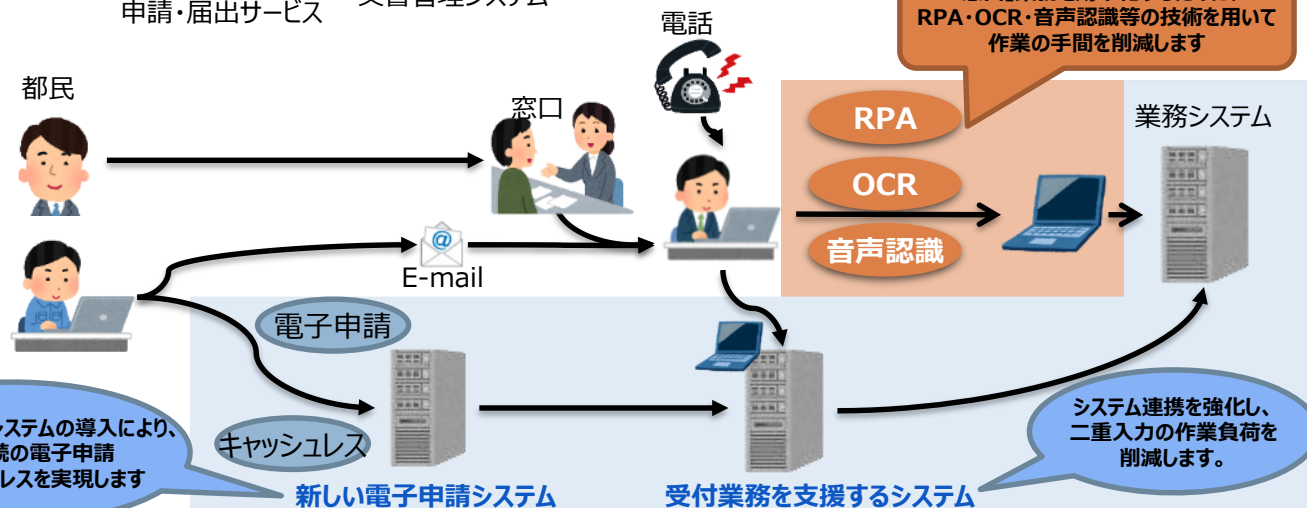 申請・届出サービス
RPA・OCR・音声認識等の技術を用いて
作業の手間を削減します
電話
都民
窓口
RPA
業務システム
OCR
音声認識
@
E-mail
電子申請
キャッシュレス
システムの導入により、
の電子申請
レスを実現します
システム連携を強化し、
二重入力の作業負荷を
削減します。
新しい電子申請システム
受付業務を支援するシステム